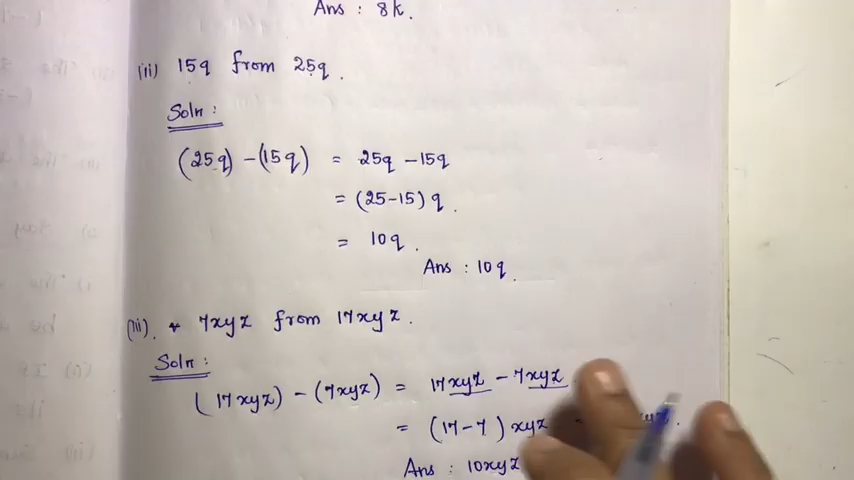 Ans : 8k.
(ii) 15q from 25q.
Soln :
(25q) - (15q) = 25q - 15q
= (25-15) q.
= 10q.
Ans : 10q.
(iii). 7xyz from 17xyz.
Soln :
(17xyz) - (7xyz) = 17xyz - 7xyz
= (17-7) xyz
Ans : 10xyz